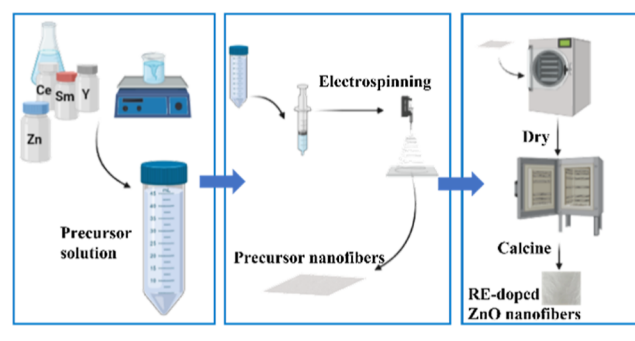 Ce
Sm
Y
Zn
Precursor
solution
Electrospinning
Precursor nanofibers
Dry
Calcine
RE-doped
ZnO nanofibers